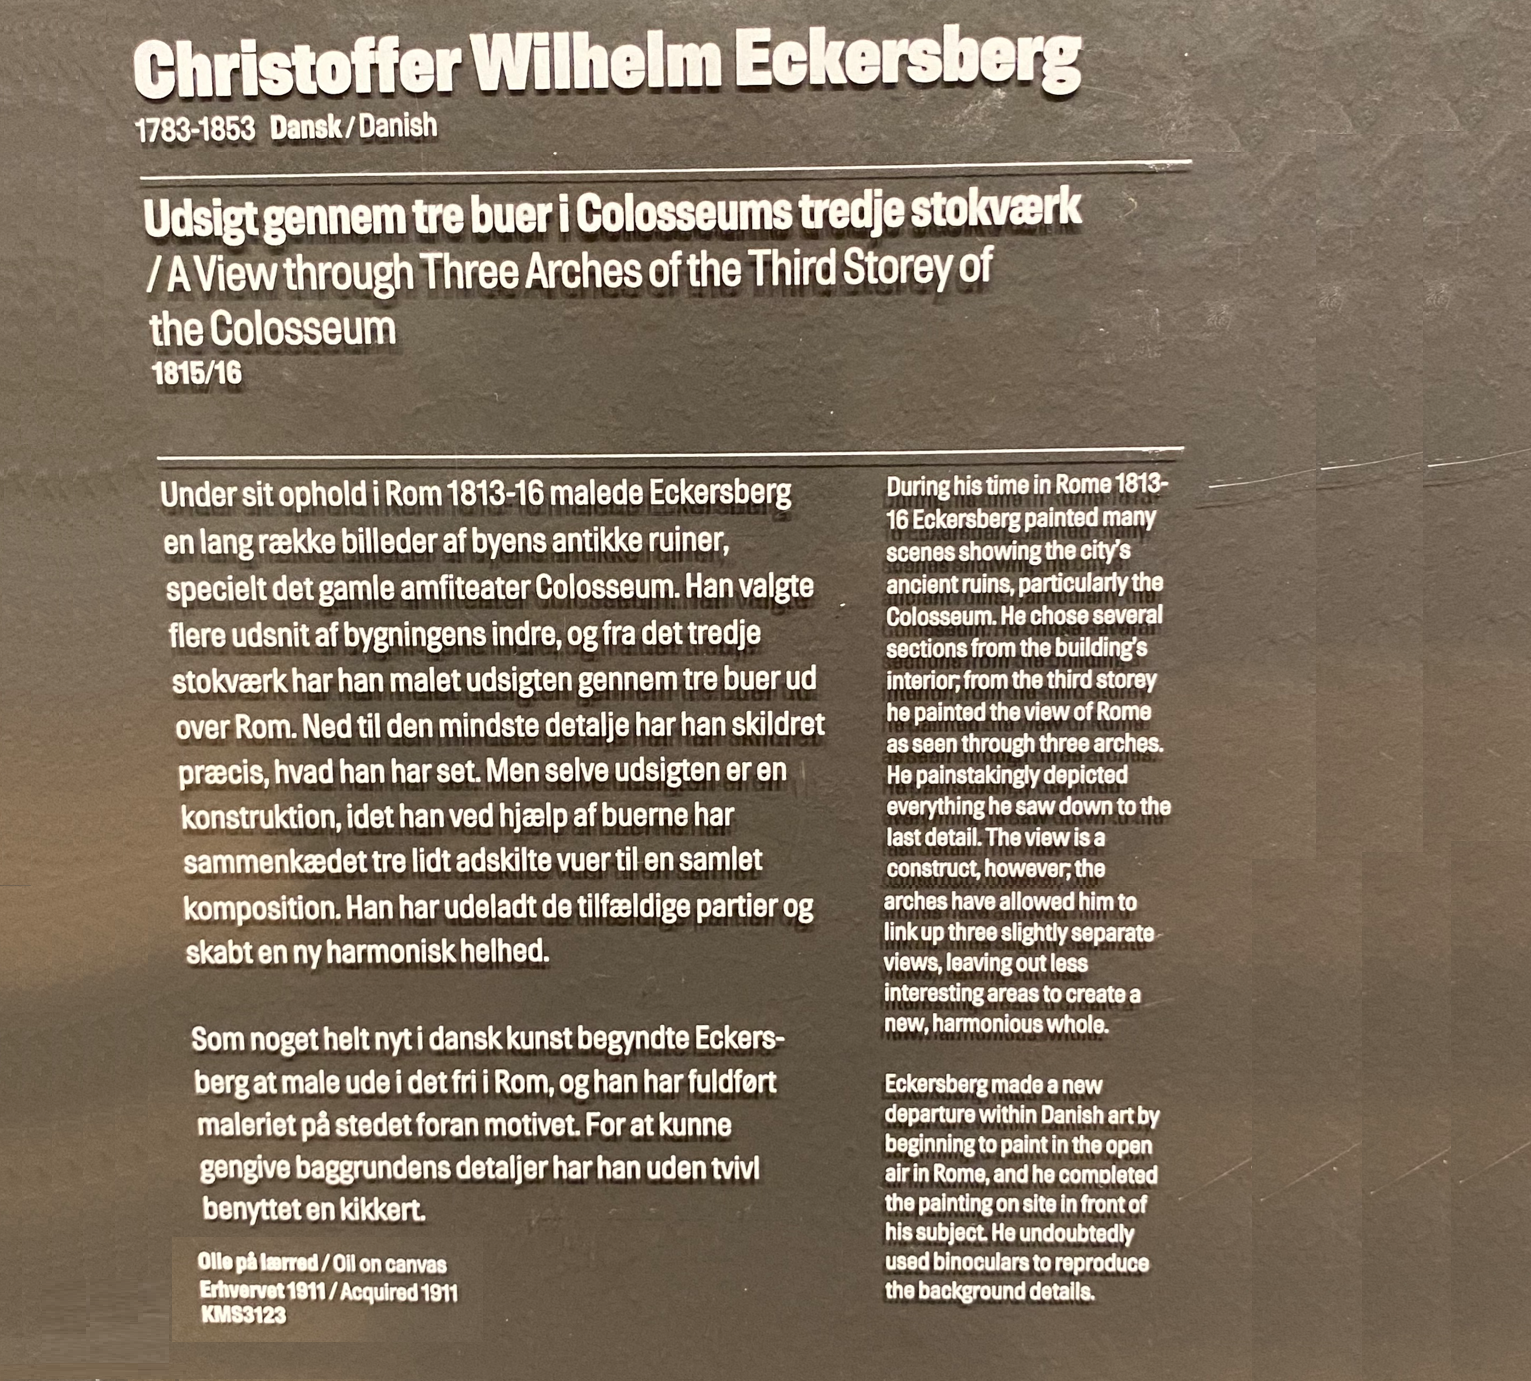 Christoffer Wilhelm Eckersberg
1783-1853 Dansk / Danish
Udsigt gennem tre buer i Colosseums tredje stokværk
/ A View through Three Arches of the Third Storey of
the Colosseum
1815/16
Under sit ophold i Rom 1813-16 malede Eckersberg
en lang række billeder af byens antikke ruiner,
specielt det gamle amfiteater Colosseum. Han valgte
flere udsnit af bygningens indre, og fra det tredje
stokværk har han malet udsigten gennem tre buer ud
over Rom. Ned til den mindste detalje har han skildret
præcis, hvad han har set. Men selve udsigten er en
konstruktion, idet han ved hjælp af buerne har
sammenkædet tre lidt adskilte vuer til en samlet
komposition. Han har udeladt de tilfældige partier og
skabt en ny harmonisk helhed.
Som noget helt nyt i dansk kunst begyndte Eckers-
berg at male ude i det fri i Rom, og han har fuldført
maleriet på stedet foran motivet. For at kunne
gengive baggrundens detaljer har han uden tvivl
benyttet en kikkert.
Olie på lærred / Oil on canvas
Erhvervet 1911 / Acquired 1911
KMS3123
During his time in Rome 1813-
16 Eckersberg painted many
scenes showing the city's
ancient ruins, particularly the
Colosseum. He chose several
sections from the building's
interior; from the third storey
he painted the view of Rome
as seen through three arches.
He painstakingly depicted
everything he saw down to the
last detail. The view is a
construct, however; the
arches have allowed him to
link up three slightly separate
views, leaving out less
interesting areas to create a
new, harmonious whole.
Eckersberg made a new
departure within Danish art by
beginning to paint in the open
air in Rome, and he completed
the painting on site in front of
his subject. He undoubtedly
used binoculars to reproduce
the background details.